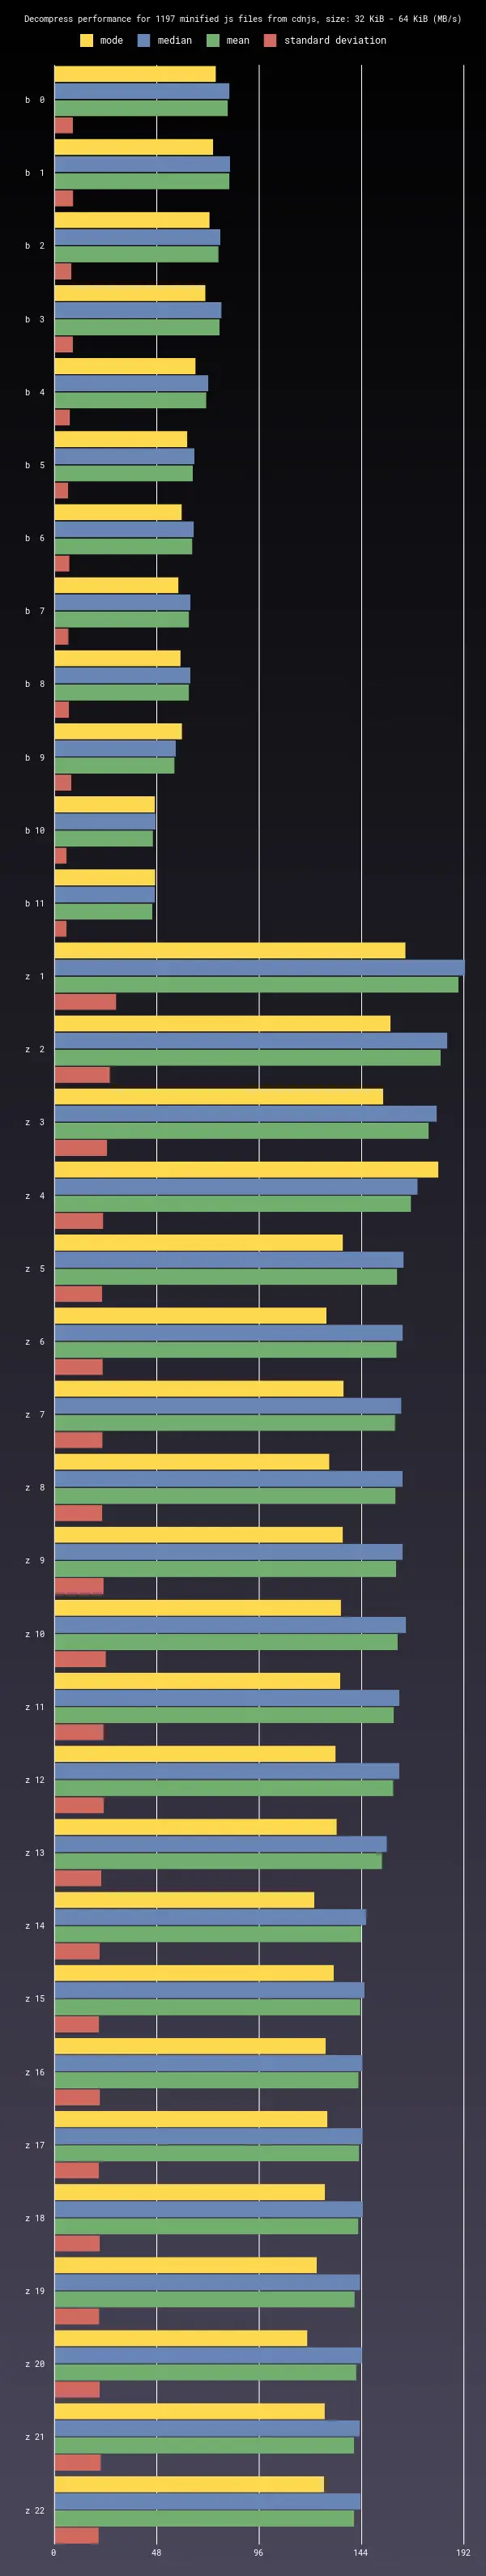 Decompress performance for 1197 minified js files from cdnjs, size: 32 KiB - 64 KiB (MB/s)
mode median mean standard deviation
b 0
b 1
b 2
b 3
b 4
b 5
b 6
b 7
b 8
b 9
b 10
b 11
z 1
z 2
z 3
z 4
z 5
z 6
z 7
z 8
z 9
z 10
z 11
z 12
z 13
z 14
z 15
z 16
z 17
z 18
z 19
z 20
z 21
z 22
0 48 96 144 192